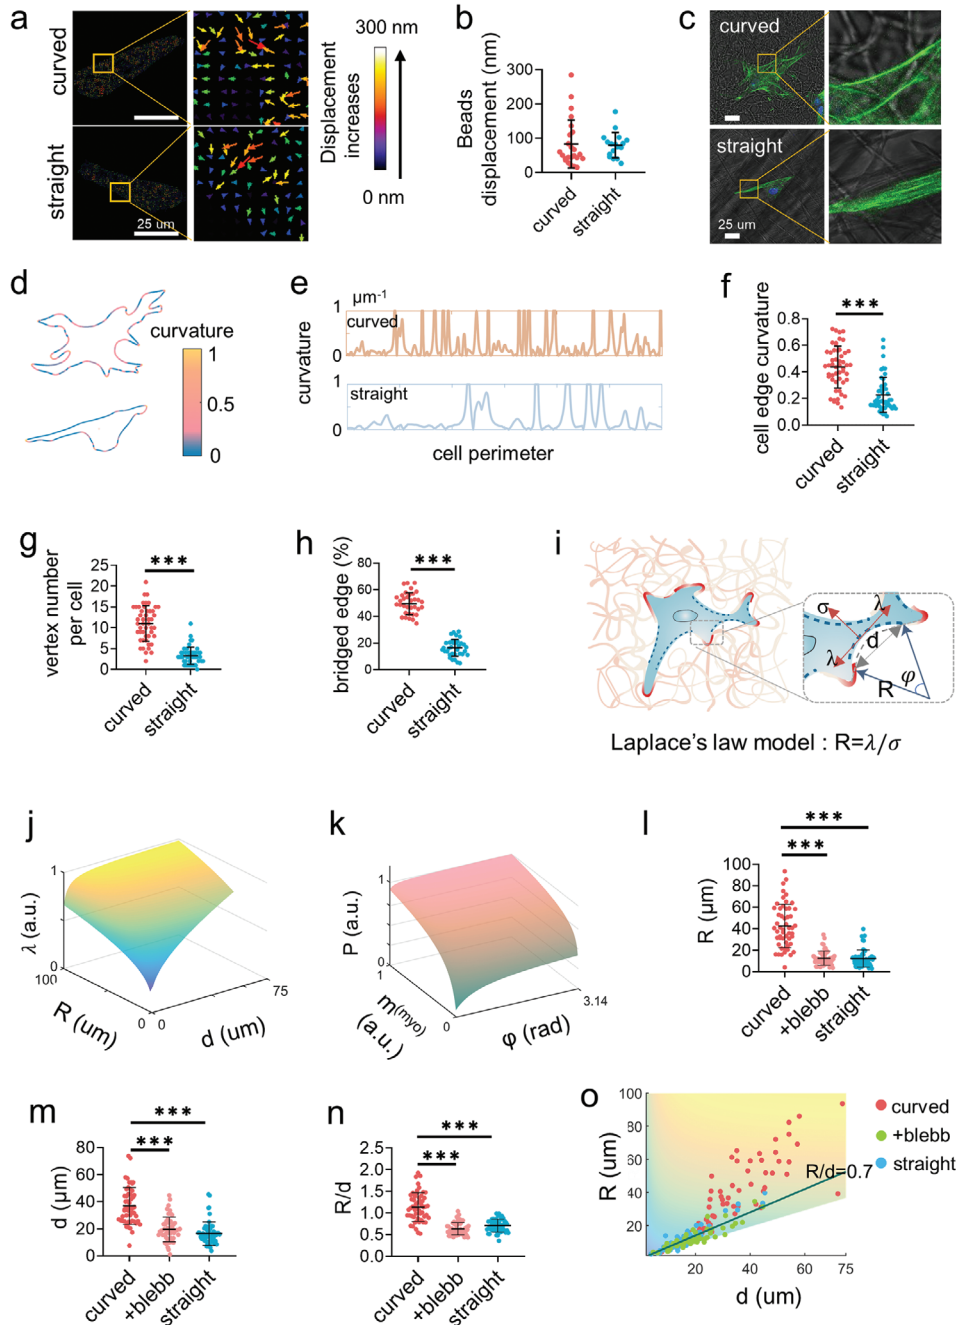 a
curved
straight
25 um
Displacement
increases
300 nm
0 nm
b
Beads
displacement (nm)
300
200
100
0
curved
straight
c
curved
straight
25 um
d
curvature
1
0.5
0
e
µm⁻¹
curvature
1
curved
0
1
straight
0
cell perimeter
f
cell edge curvature
***
0.8
0.6
0.4
0.2
0.0
curved
straight
g
vertex number
per cell
***
25
20
15
10
5
0
curved
straight
h
bridged edge (%)
***
80
60
40
20
0
curved
straight
i
σ
λ
d
λ
R
φ
Laplace's law model : R=λ/σ
j
λ (a.u.)
1
0
100
R (um)
0
0
d (um)
75
k
P (a.u.)
1
0
1
m(myo)
(a.u.)
0
φ (rad)
3.14
l
***
***
R (µm)
100
80
60
40
20
0
curved
+blebb
straight
m
***
***
d (µm)
80
60
40
20
0
curved
+blebb
straight
n
***
***
R/d
2.5
2.0
1.5
1.0
0.5
0.0
curved
+blebb
straight
o
R (um)
100
80
60
40
20
R/d=0.7
20
40
60
75
d (um)
curved
+blebb
straight